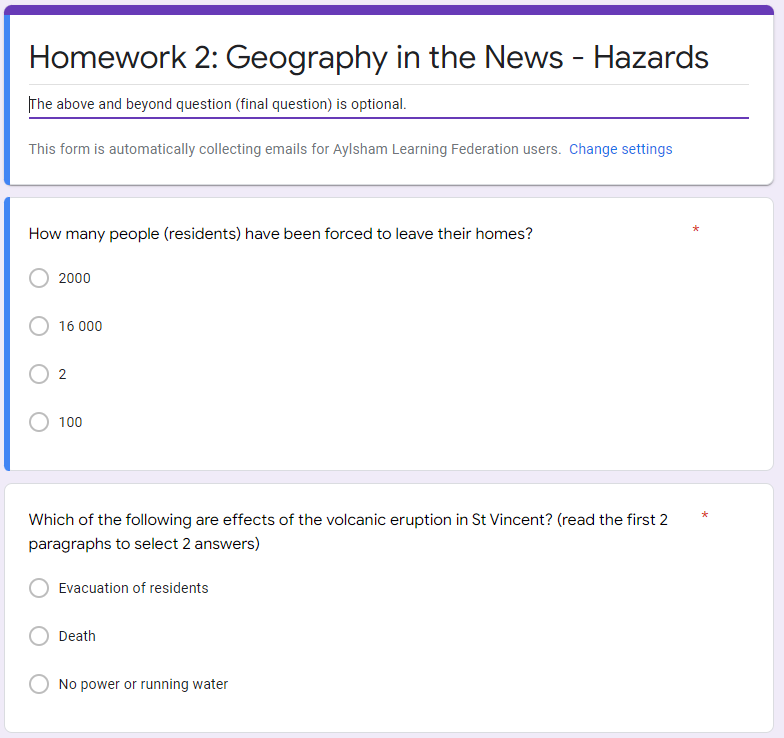 Homework 2: Geography in the News - Hazards
The above and beyond question (final question) is optional.
This form is automatically collecting emails for Aylsham Learning Federation users. Change settings
How many people (residents) have been forced to leave their homes? *
2000
16 000
2
100
Which of the following are effects of the volcanic eruption in St Vincent? (read the first 2 *
paragraphs to select 2 answers)
Evacuation of residents
Death
No power or running water